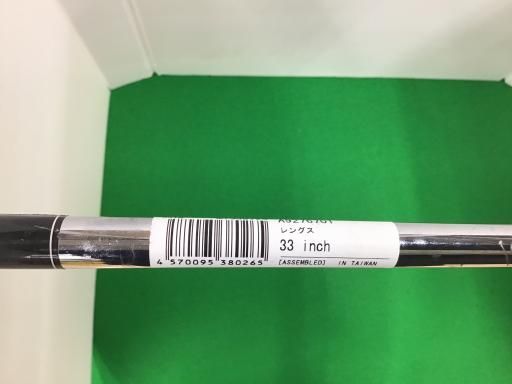 レングス
33 inch
4 570095 380265
[ASSEMBLED] IN TAIWAN